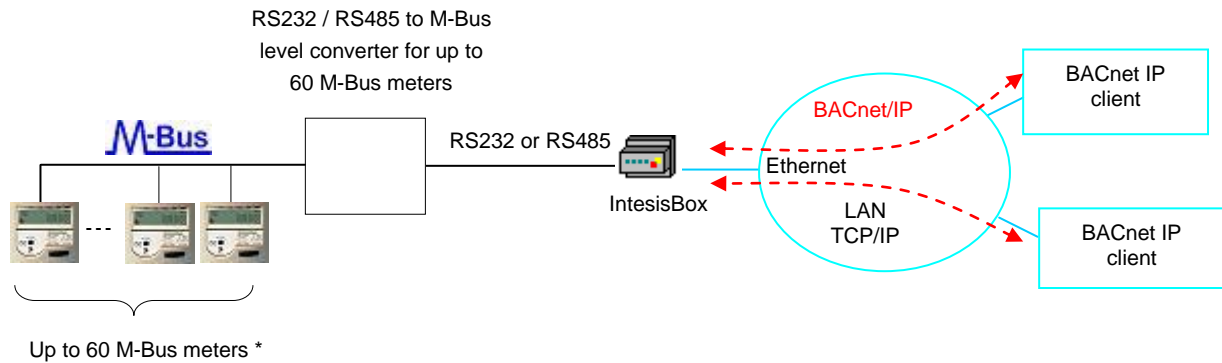 RS232 / RS485 to M-Bus
level converter for up to
60 M-Bus meters
M-Bus
RS232 or RS485
IntesisBox
BACnet/IP
Ethernet
LAN
TCP/IP
BACnet IP
client
BACnet IP
client
Up to 60 M-Bus meters *